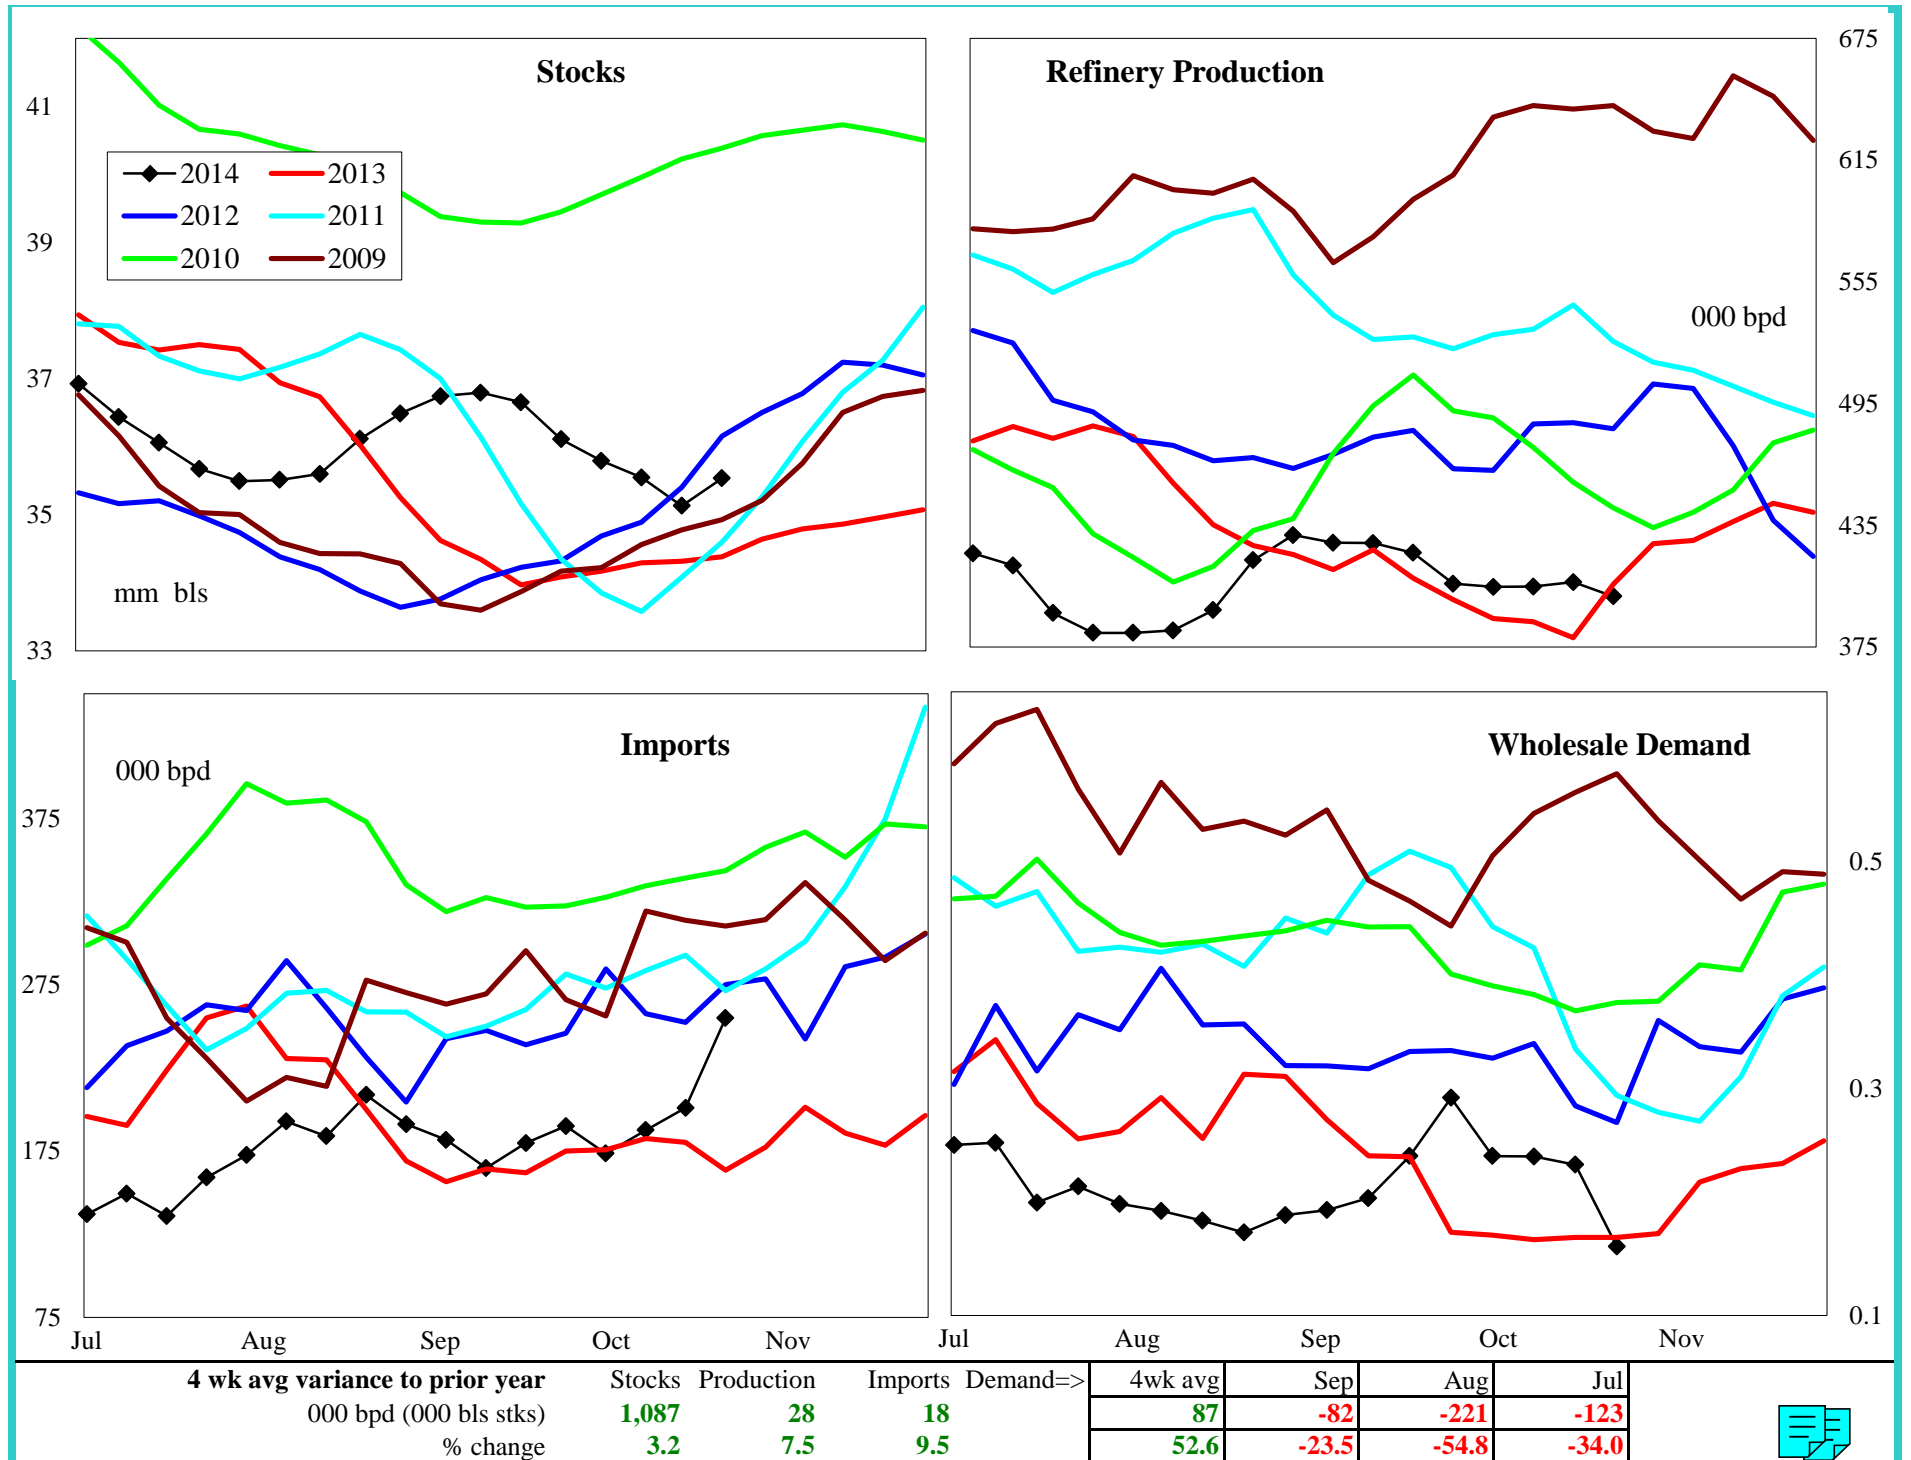 Stocks
41
39
37
35
33
2014 2013
2012 2011
2010 2009
mm bls
Refinery Production
675
615
555
495
435
375
000 bpd
Imports
000 bpd
375
275
175
75
Jul Aug Sep Oct Nov
Wholesale Demand
0.5
0.3
0.1
Jul Aug Sep Oct Nov
4 wk avg variance to prior year Stocks Production Imports Demand=> 4wk avg Sep Aug Jul
000 bpd (000 bls stks) 1,087 28 18 87 -82 -221 -123
% change 3.2 7.5 9.5 52.6 -23.5 -54.8 -34.0